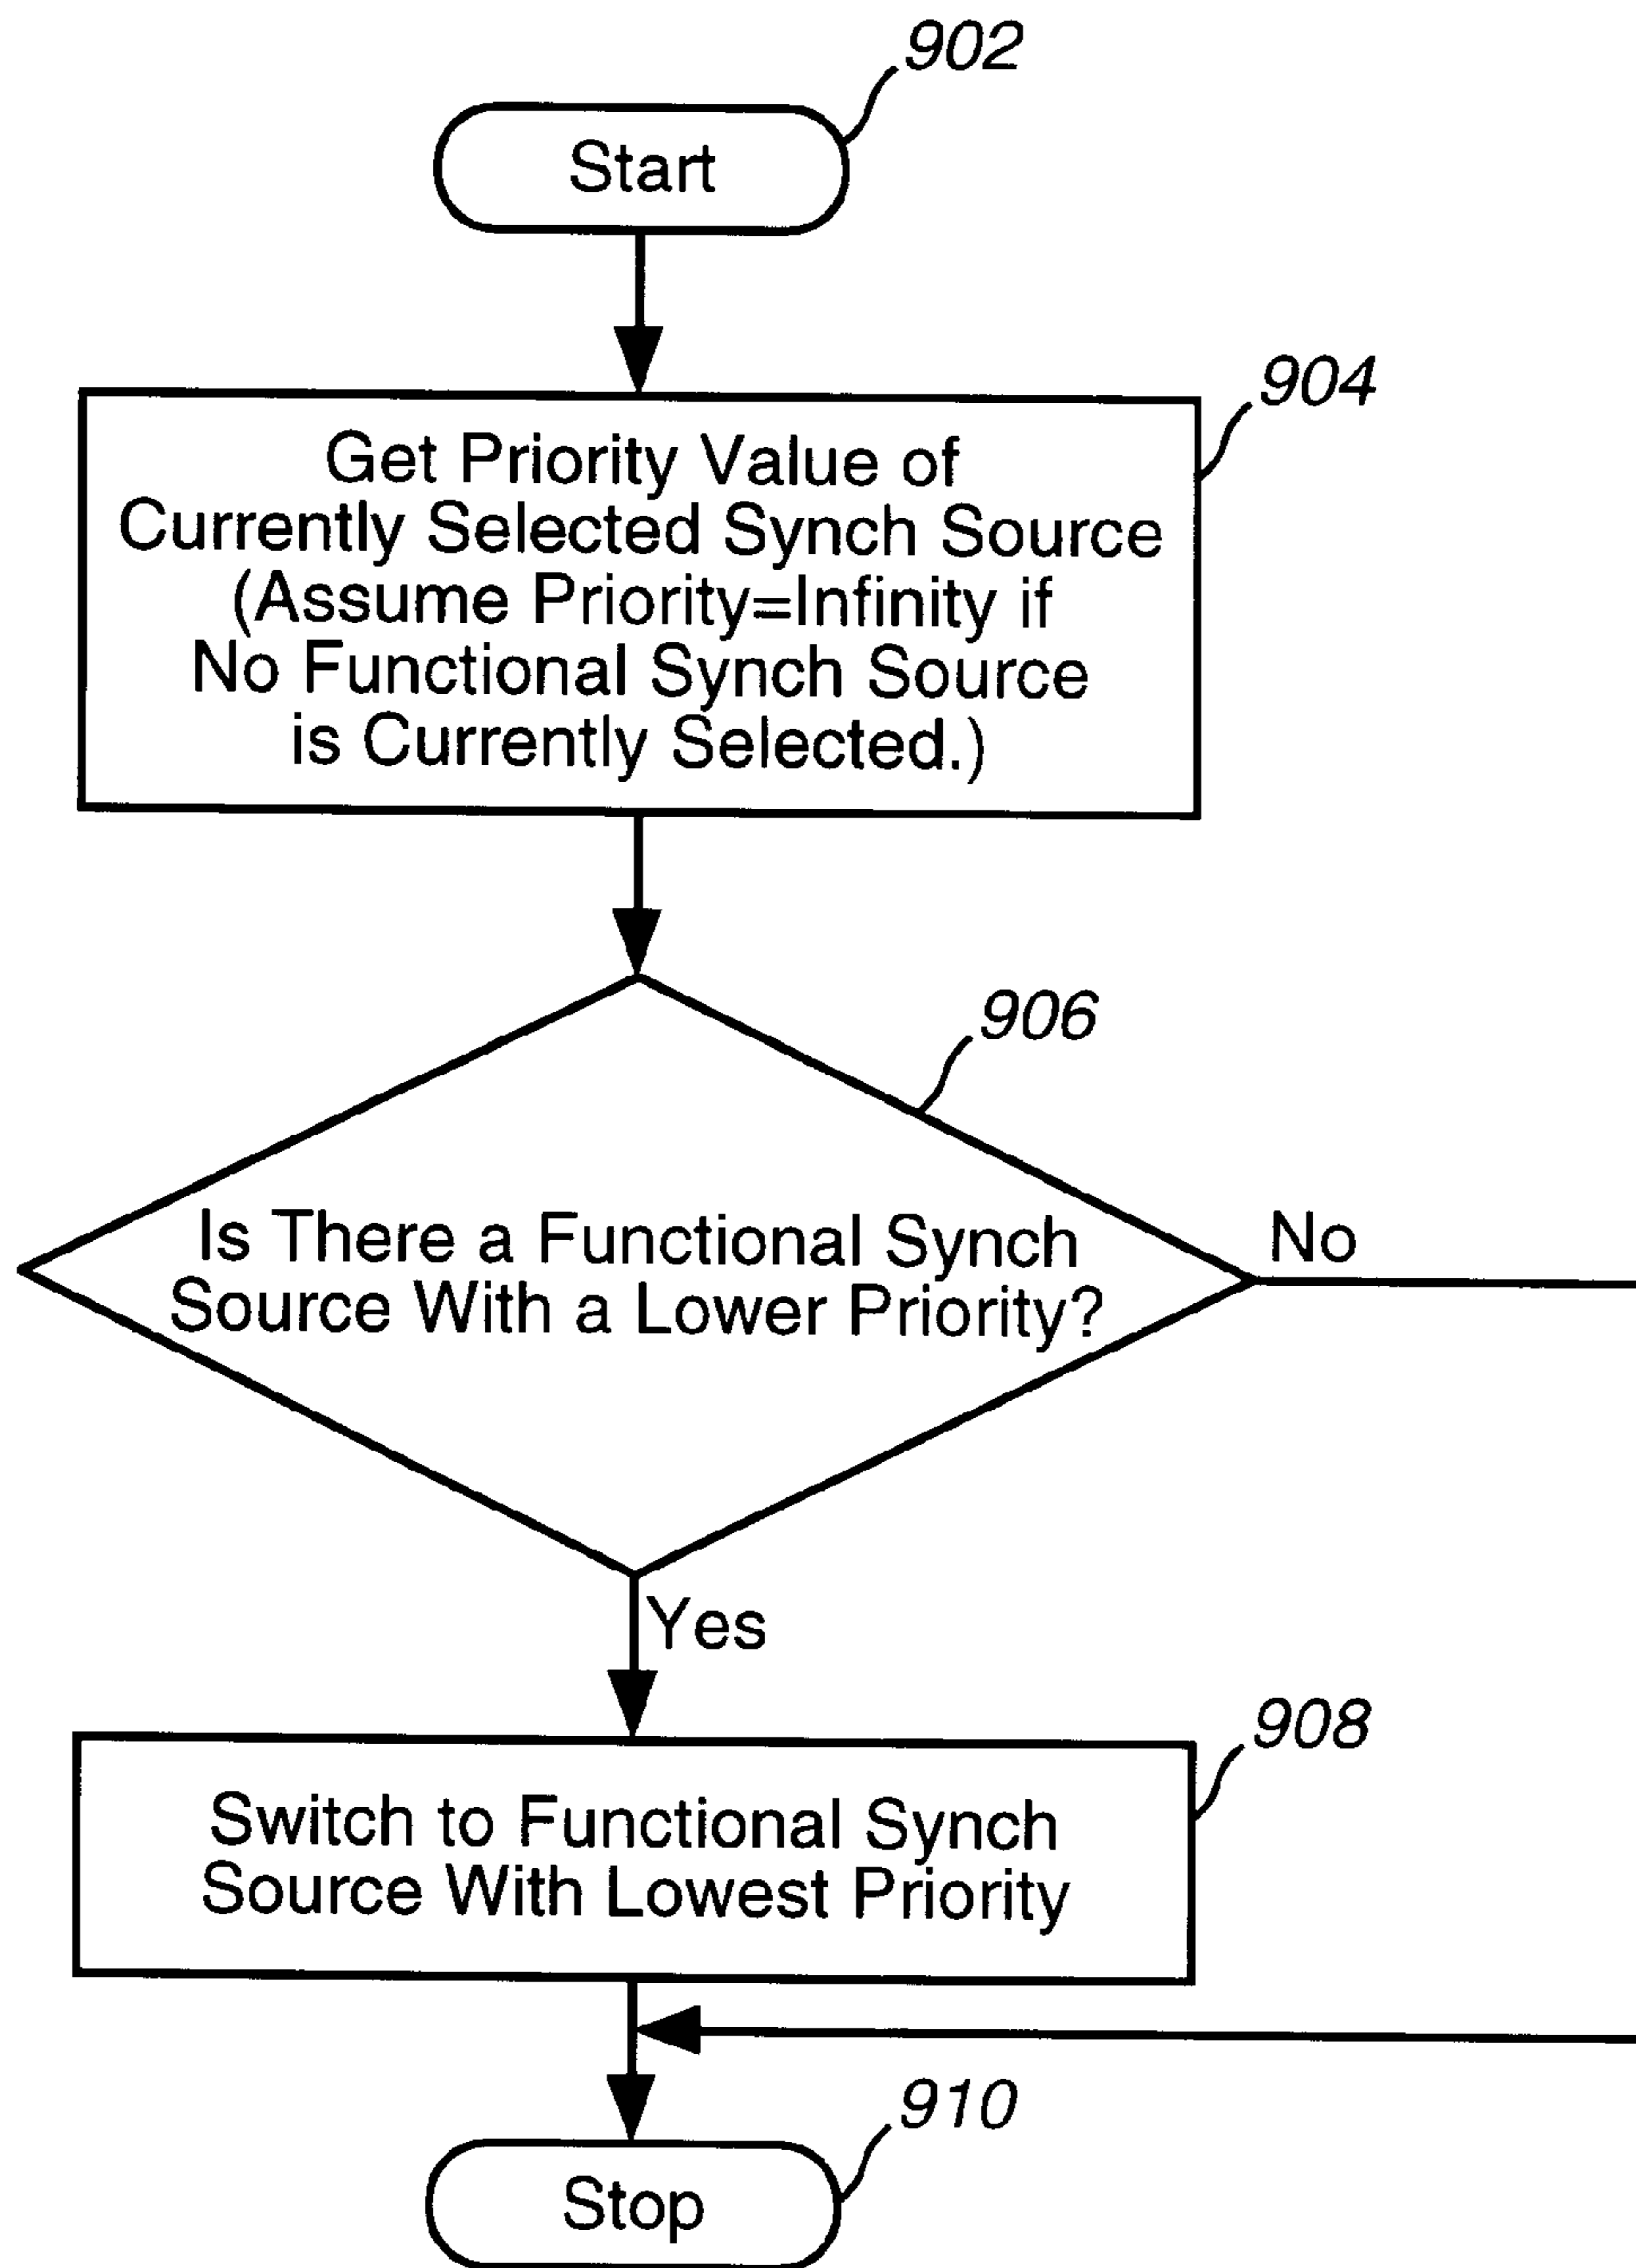 902
Start
904
Get Priority Value of
Currently Selected Synch Source
(Assume Priority=Infinity if
No Functional Synch Source
is Currently Selected.)
906
Is There a Functional Synch
Source With a Lower Priority?
No
Yes
908
Switch to Functional Synch
Source With Lowest Priority
910
Stop